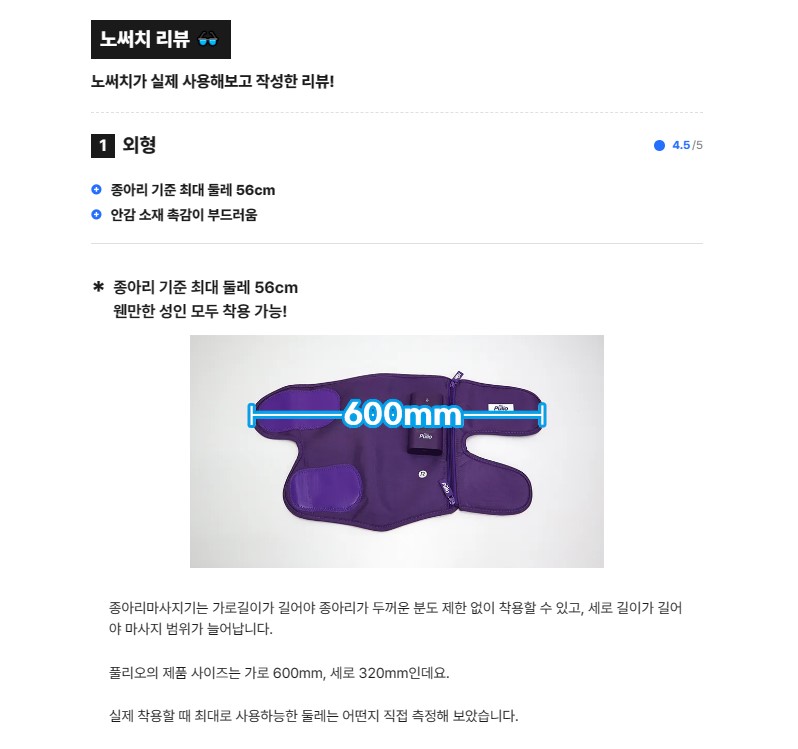 노써치 리뷰
노써치가 실제 사용해보고 작성한 리뷰!
1 외형
4.5/5
종아리 기준 최대 둘레 56cm
안감 소재 촉감이 부드러움
* 종아리 기준 최대 둘레 56cm
웬만한 성인 모두 착용 가능!
600mm
Pulio
Pulio
종아리마사지기는 가로길이가 길어야 종아리가 두꺼운 분도 제한 없이 착용할 수 있고, 세로 길이가 길어
야 마사지 범위가 늘어납니다.
풀리오의 제품 사이즈는 가로 600mm, 세로 320mm인데요.
실제 착용할 때 최대로 사용하능한 둘레는 어떤지 직접 측정해 보았습니다.